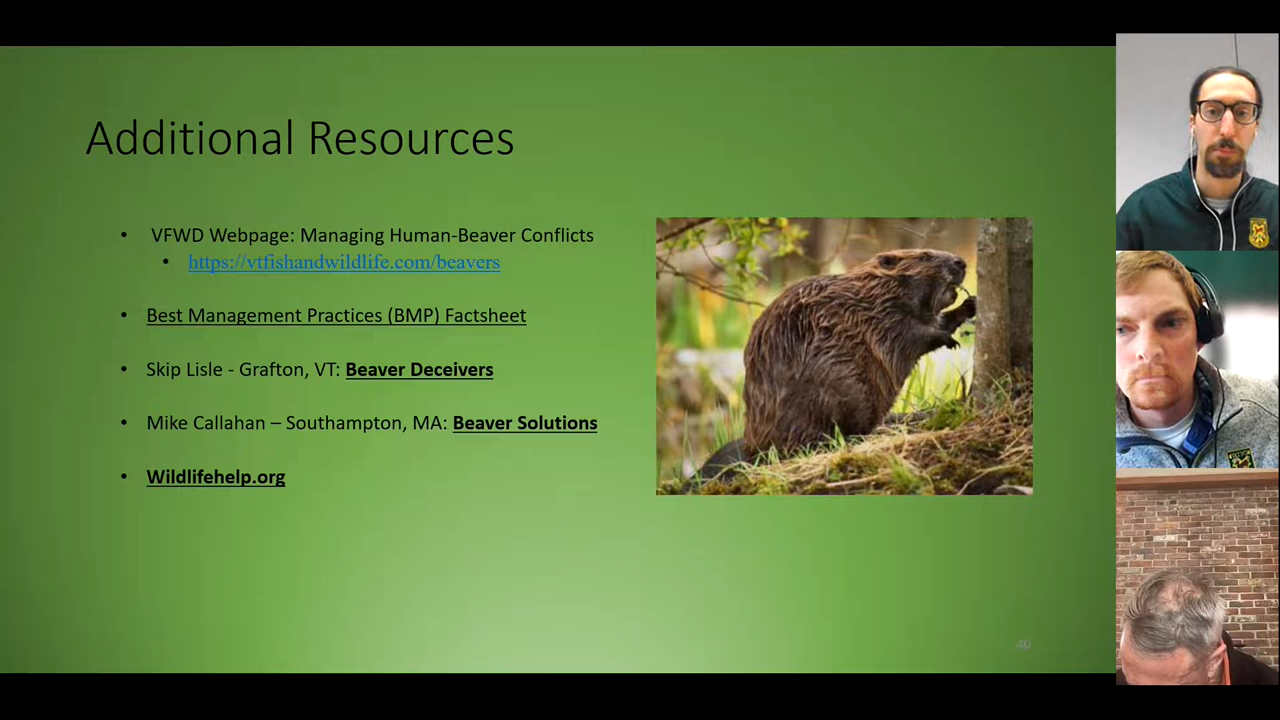 Additional Resources
• VFWD Webpage: Managing Human-Beaver Conflicts
• https://vtfishandwildlife.com/beavers
• Best Management Practices (BMP) Factsheet
• Skip Lisle - Grafton, VT: Beaver Deceivers
• Mike Callahan – Southampton, MA: Beaver Solutions
• Wildlifehelp.org
40